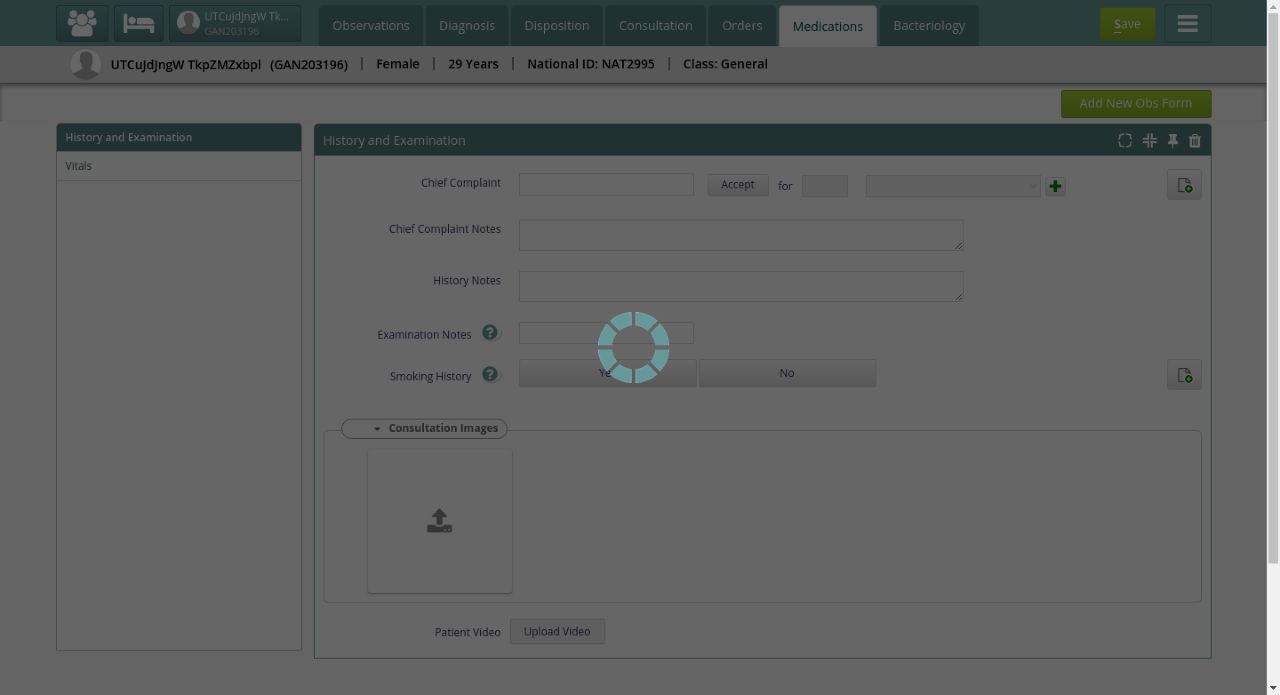 UTCuJdJngW Tk...
GAN203196
Observations
Diagnosis
Disposition
Consultation
Orders
Medications
Bacteriology
Save
UTCuJdJngW TkpZMZxbpl (GAN203196) | Female | 29 Years | National ID: NAT2995 | Class: General
Add New Obs Form
History and Examination
Vitals
History and Examination
Chief Complaint
Accept
for
Chief Complaint Notes
History Notes
Examination Notes
Smoking History
No
Consultation Images
Patient Video
Upload Video